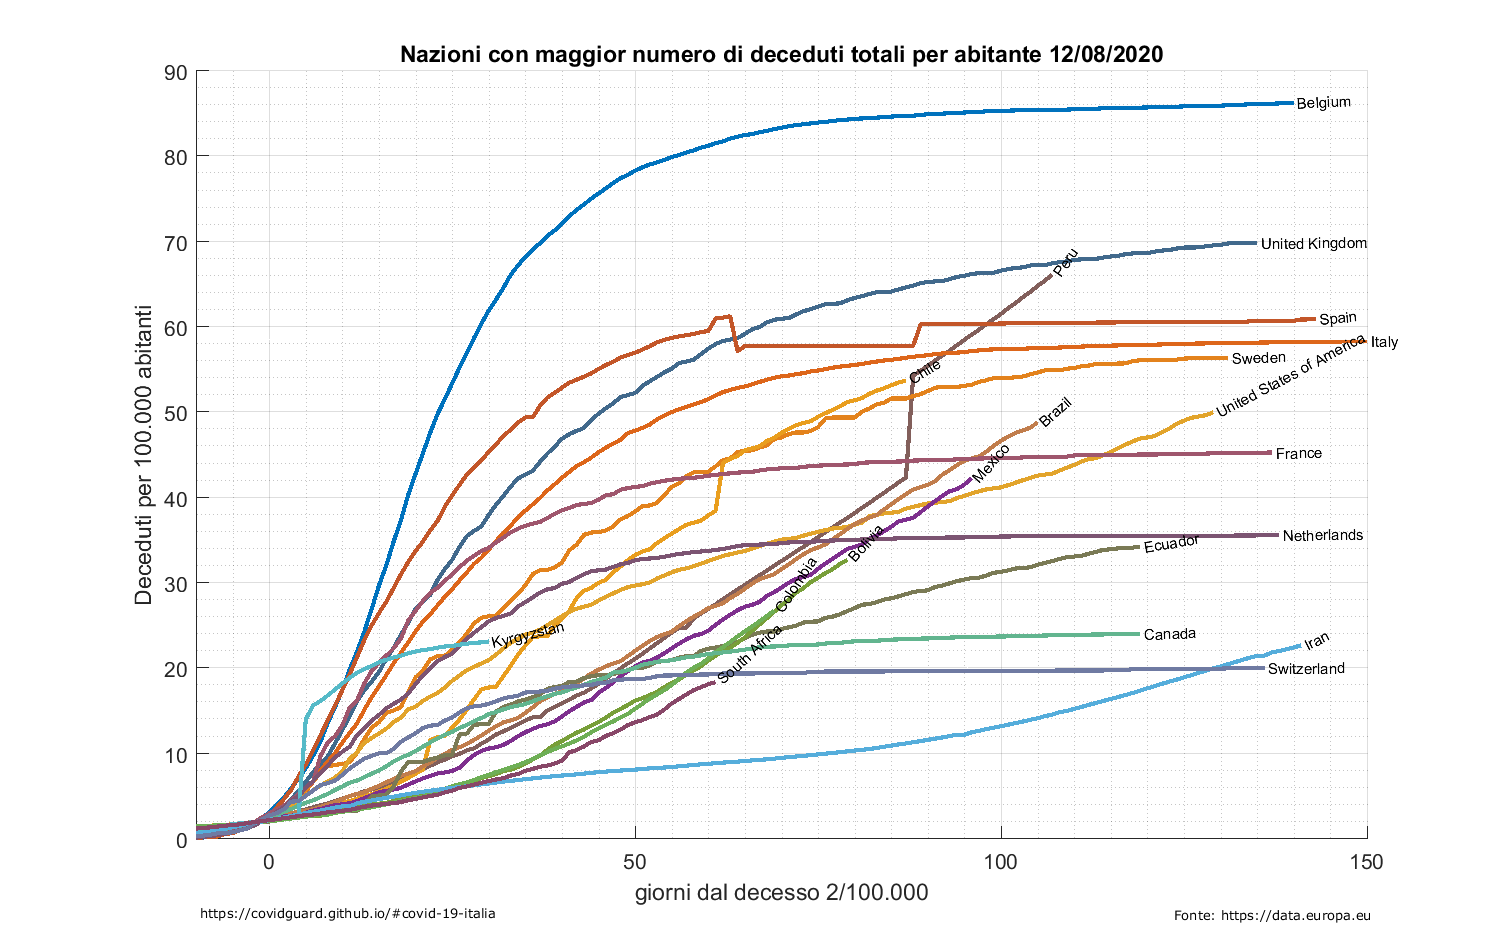 Nazioni con maggior numero di deceduti totali per abitante 12/08/2020
Deceduti per 100.000 abitanti
90
80
70
60
50
40
30
20
10
0
Belgium
United Kingdom
Peru
Spain
Italy
Sweden
United States of America
Chile
Brazil
France
Mexico
Netherlands
Ecuador
Bolivia
Colombia
Kyrgyzstan
Canada
Iran
Switzerland
South Africa
0 50 100 150
giorni dal decesso 2/100.000
https://covidguard.github.io/#covid-19-italia
Fonte: https://data.europa.eu